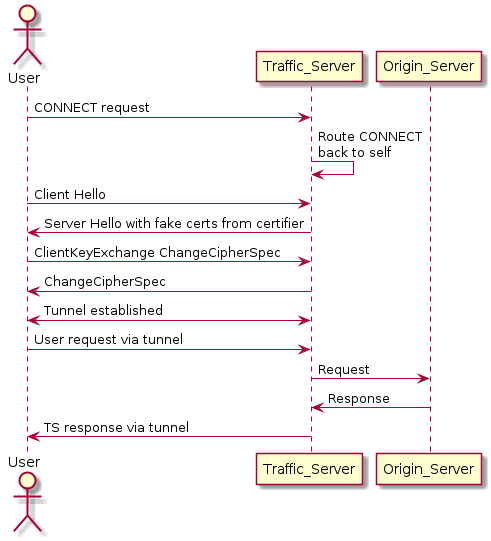 User
Traffic_Server
Origin_Server
CONNECT request
Route CONNECT
back to self
Client Hello
Server Hello with fake certs from certifier
ClientKeyExchange ChangeCipherSpec
ChangeCipherSpec
Tunnel established
User request via tunnel
Request
Response
TS response via tunnel
User
Traffic_Server
Origin_Server